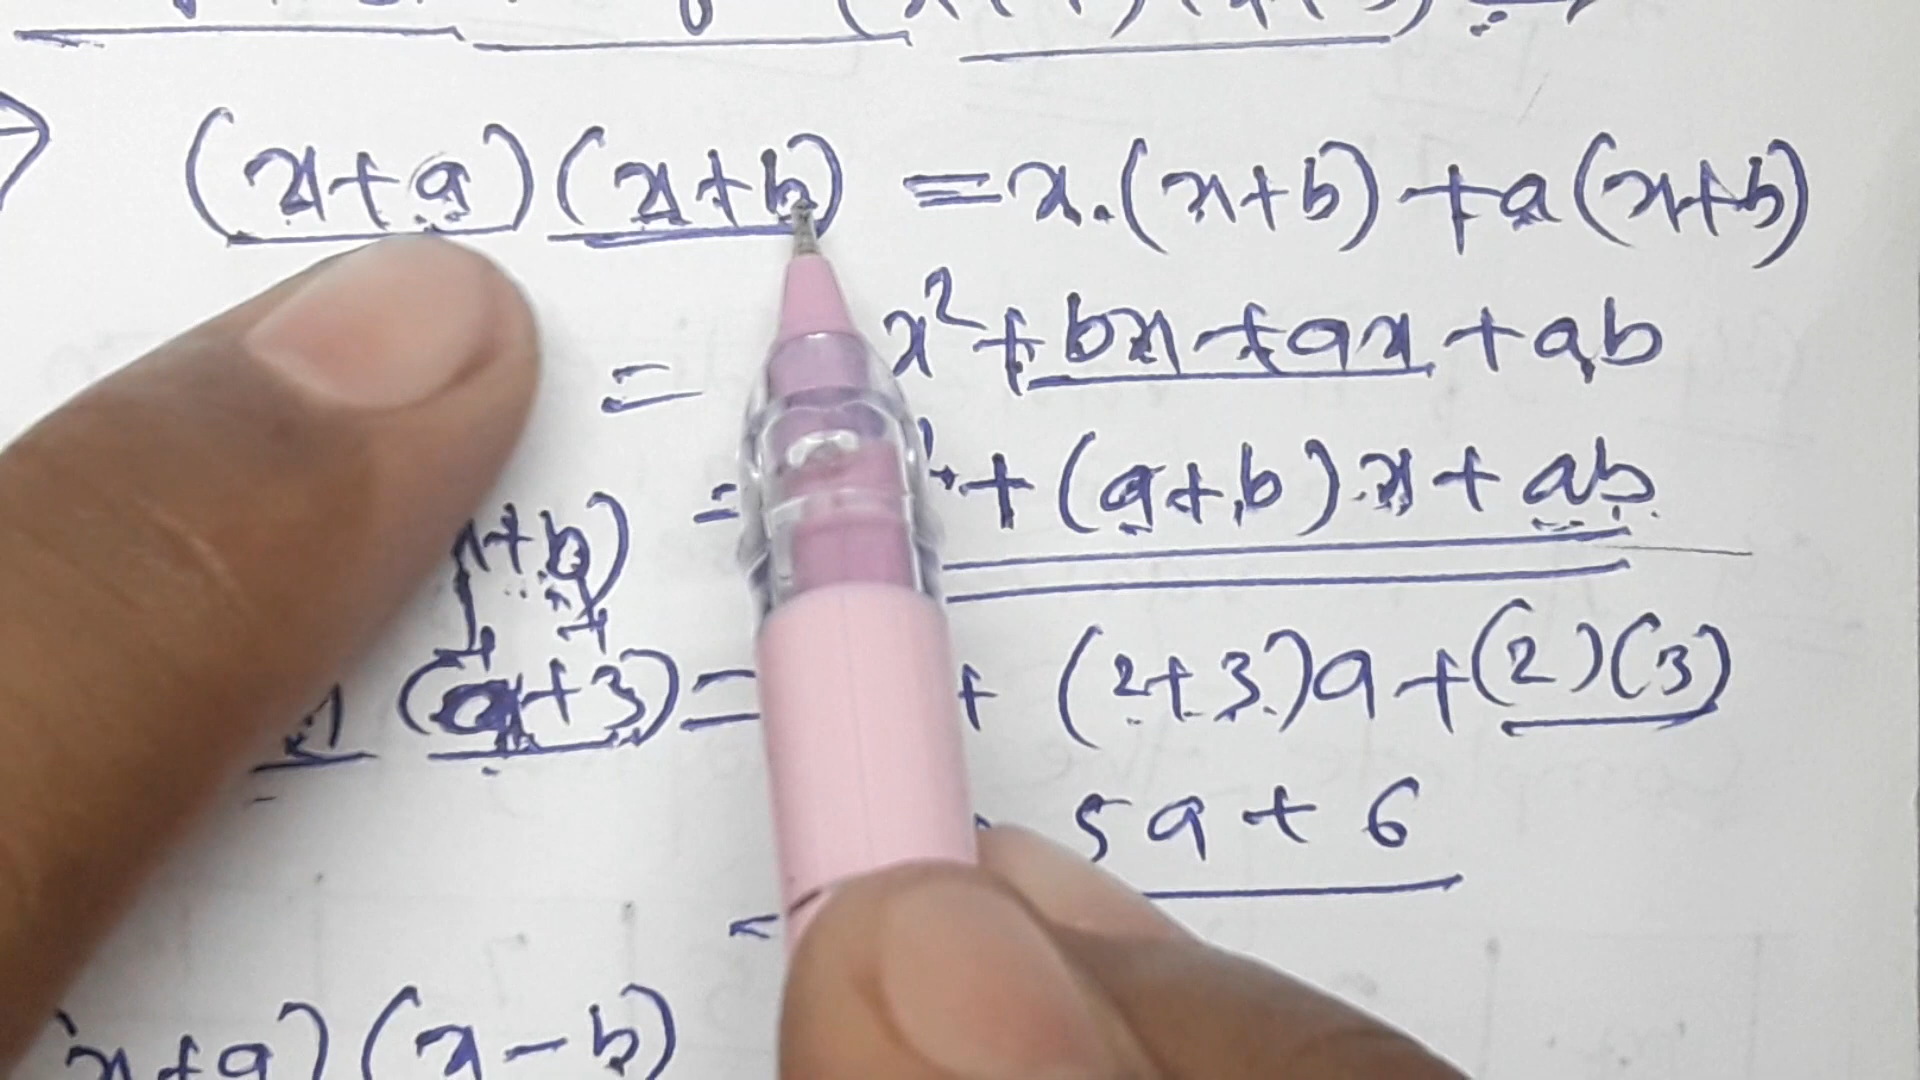 (x+a)(x+b) = x.(x+b) + a(x+b)
= x² + bx + ax + ab
= + (a+b) x + ab
+b)
(a+3) = + (2+3)a + (2)(3)
5a + 6
x+a) (x-b)